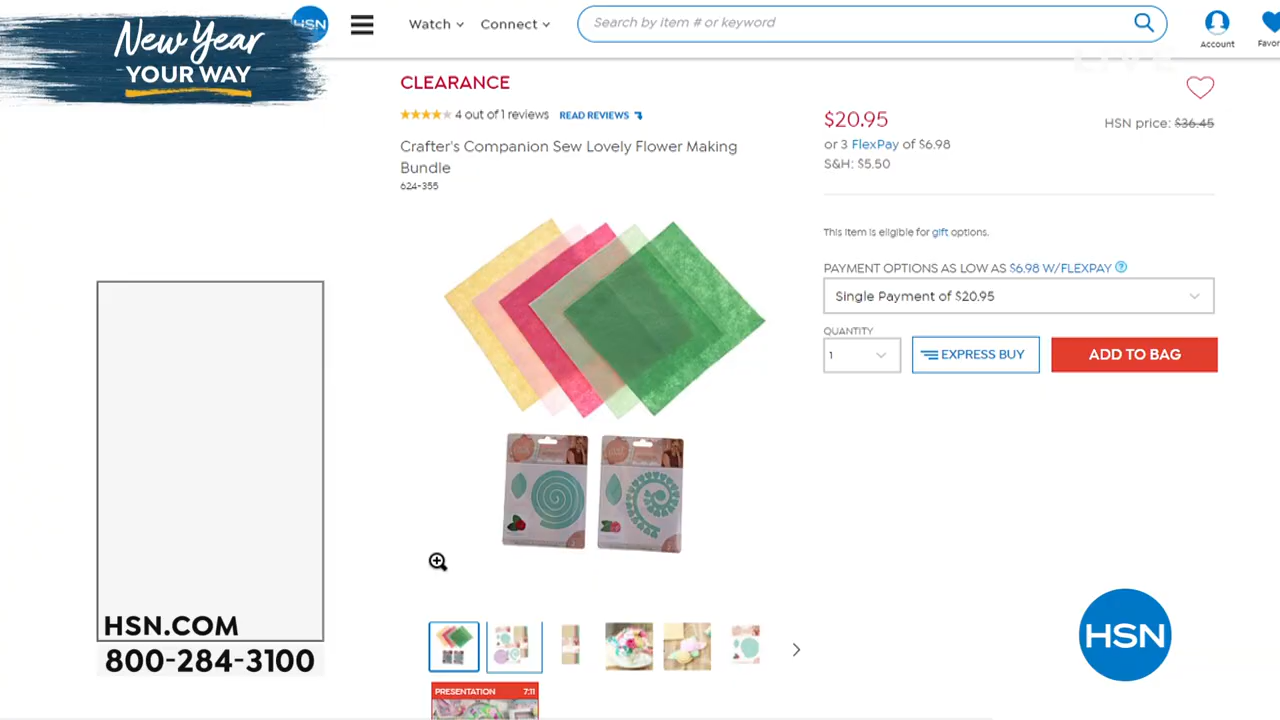 New Year
YOUR WAY
HSN
Watch
Connect
Search by item # or keyword
Account
Favor
CLEARANCE
4 out of 1 reviews
READ REVIEWS
Crafter's Companion Sew Lovely Flower Making
Bundle
624-355
$20.95
HSN price: $36.45
or 3 FlexPay of $6.98
S&H: $5.50
This item is eligible for gift options.
PAYMENT OPTIONS AS LOW AS $6.98 W/FLEXPAY ?
Single Payment of $20.95
QUANTITY
1
EXPRESS BUY
ADD TO BAG
HSN.COM
800-284-3100
HSN
PRESENTATION 7:11